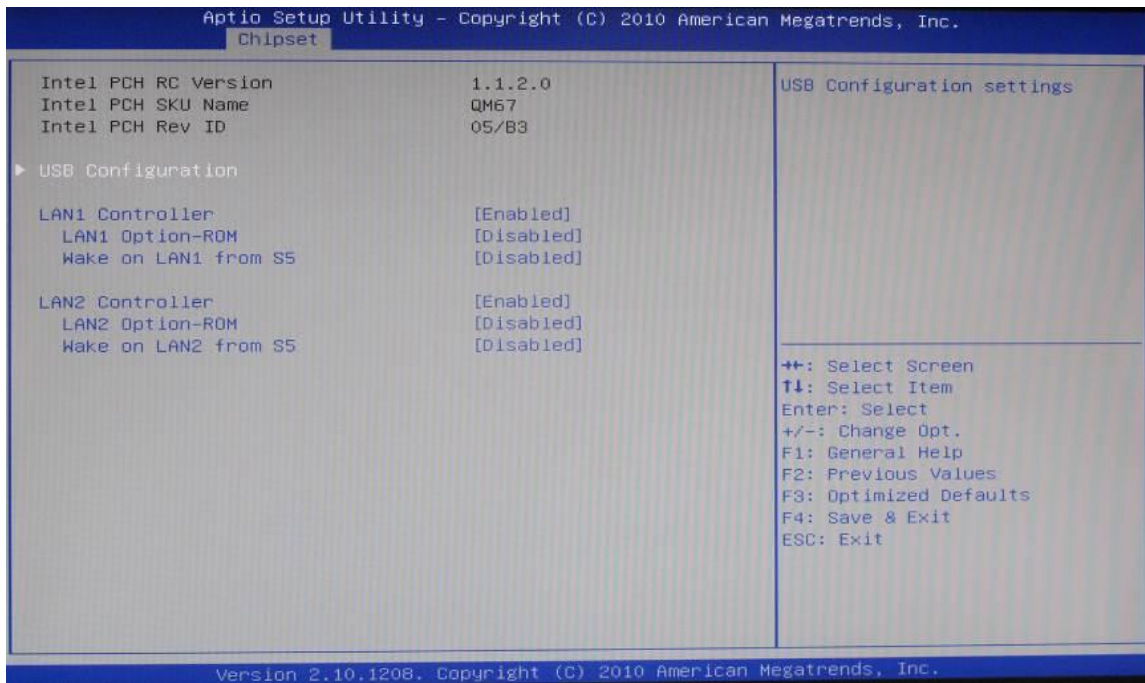 Aptio Setup Utility – Copyright (C) 2010 American Megatrends, Inc.
Chipset
Intel PCH RC Version 1.1.2.0
Intel PCH SKU Name QM67
Intel PCH Rev ID 05/B3
► USB Configuration
LAN1 Controller [Enabled]
LAN1 Option-ROM [Disabled]
Wake on LAN1 from S5 [Disabled]
LAN2 Controller [Enabled]
LAN2 Option-ROM [Disabled]
Wake on LAN2 from S5 [Disabled]
USB Configuration settings
→←: Select Screen
↑↓: Select Item
Enter: Select
+/-: Change Opt.
F1: General Help
F2: Previous Values
F3: Optimized Defaults
F4: Save & Exit
ESC: Exit
Version 2.10.1208. Copyright (C) 2010 American Megatrends, Inc.